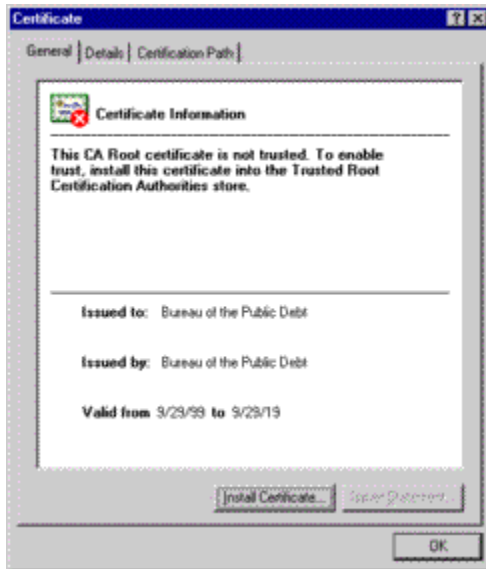 Certificate
General Details Certification Path
Certificate Information
This CA Root certificate is not trusted. To enable
trust, install this certificate into the Trusted Root
Certification Authorities store.
Issued to: Bureau of the Public Debt
Issued by: Bureau of the Public Debt
Valid from 9/29/99 to 9/29/19
Install Certificate... Issuer Statement...
OK